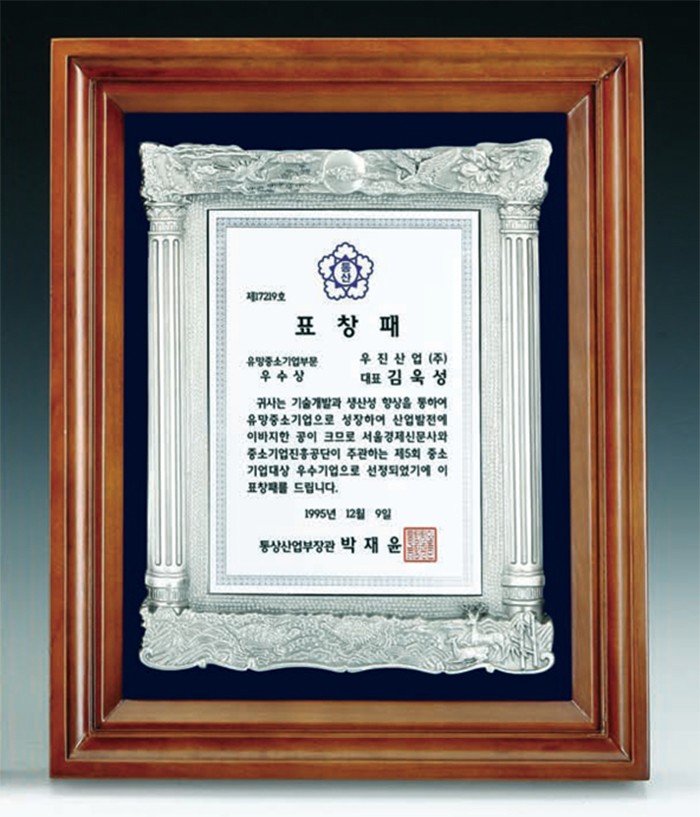 통산
제17219호
표창패
유망중소기업부문
우수상
우진산업 (주)
대표 김욱성
귀사는 기술개발과 생산성 향상을 통하여
유망중소기업으로 성장하여 산업발전에
이바지한 공이 크므로 서울경제신문사와
중소기업진흥공단이 주관하는 제5회 중소
기업대상 우수기업으로 선정되었기에 이
표창패를 드립니다.
1995년 12월 9일
통상산업부장관 박재윤